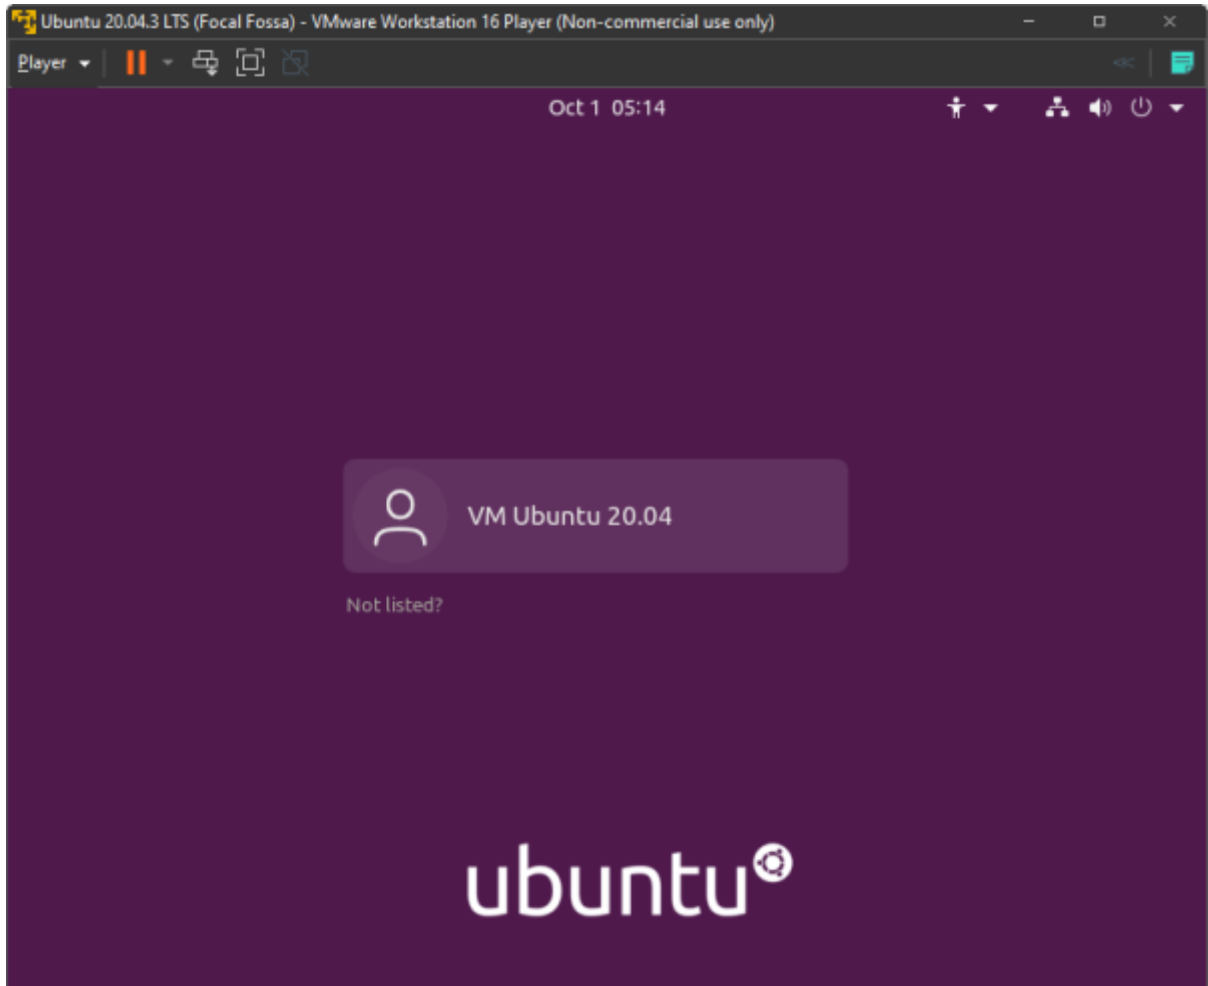 Ubuntu 20.04.3 LTS (Focal Fossa) - VMware Workstation 16 Player (Non-commercial use only)
Player
Oct 1 05:14
VM Ubuntu 20.04
Not listed?
ubuntu